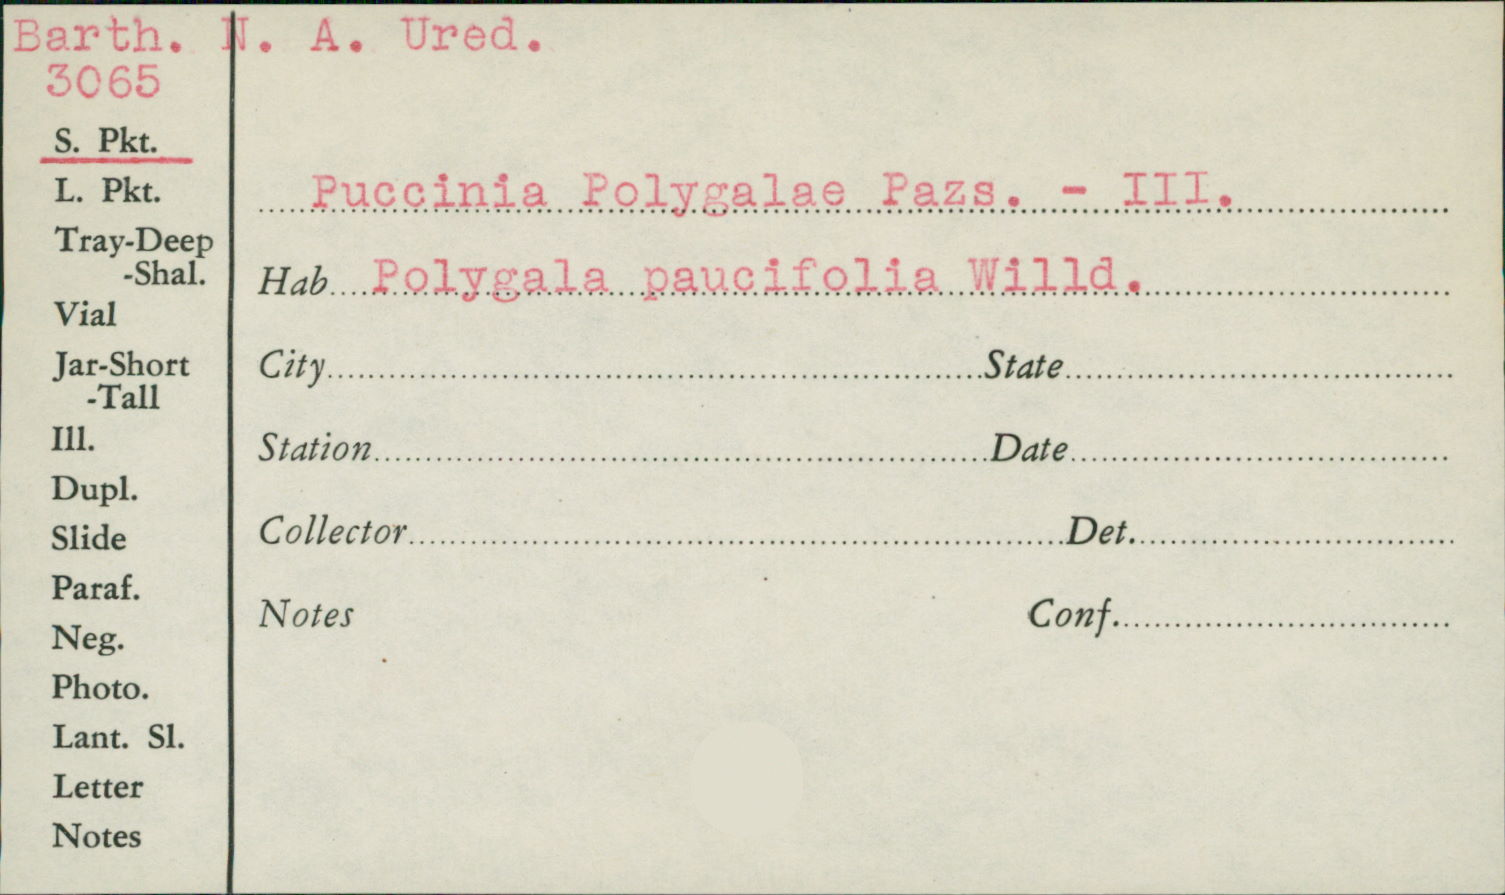 Barth. N. A. Ured.
3065
S. Pkt.
L. Pkt.
Tray-Deep
-Shal.
Vial
Jar-Short
-Tall
Ill.
Dupl.
Slide
Paraf.
Neg.
Photo.
Lant. Sl.
Letter
Notes
Puccinia Polygalae Pazs. - III.
Hab. Polygala paucifolia Willd.
City State
Station Date
Collector Det.
Notes Conf.